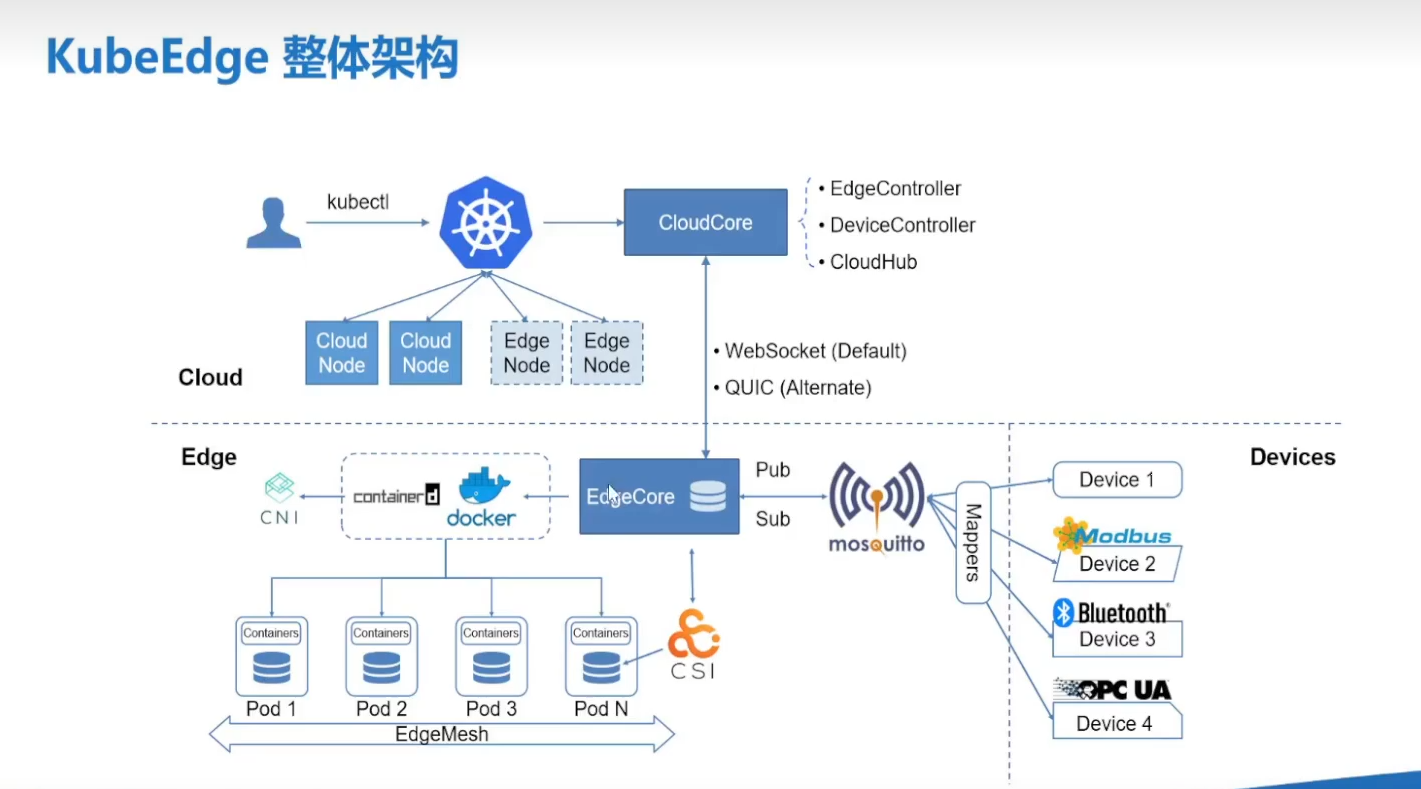 KubeEdge 整体架构
kubectl
CloudCore
• EdgeController
• DeviceController
• CloudHub
Cloud
Node
Cloud
Node
Edge
Node
Edge
Node
Cloud
• WebSocket (Default)
• QUIC (Alternate)
Edge
Devices
CNI
containerd
docker
EdgeCore
Pub
Sub
mosquitto
Mappers
Device 1
Modbus
Device 2
Bluetooth®
Device 3
OPC UA
Device 4
Containers
Containers
Containers
Containers
CSI
Pod 1
Pod 2
Pod 3
Pod N
EdgeMesh